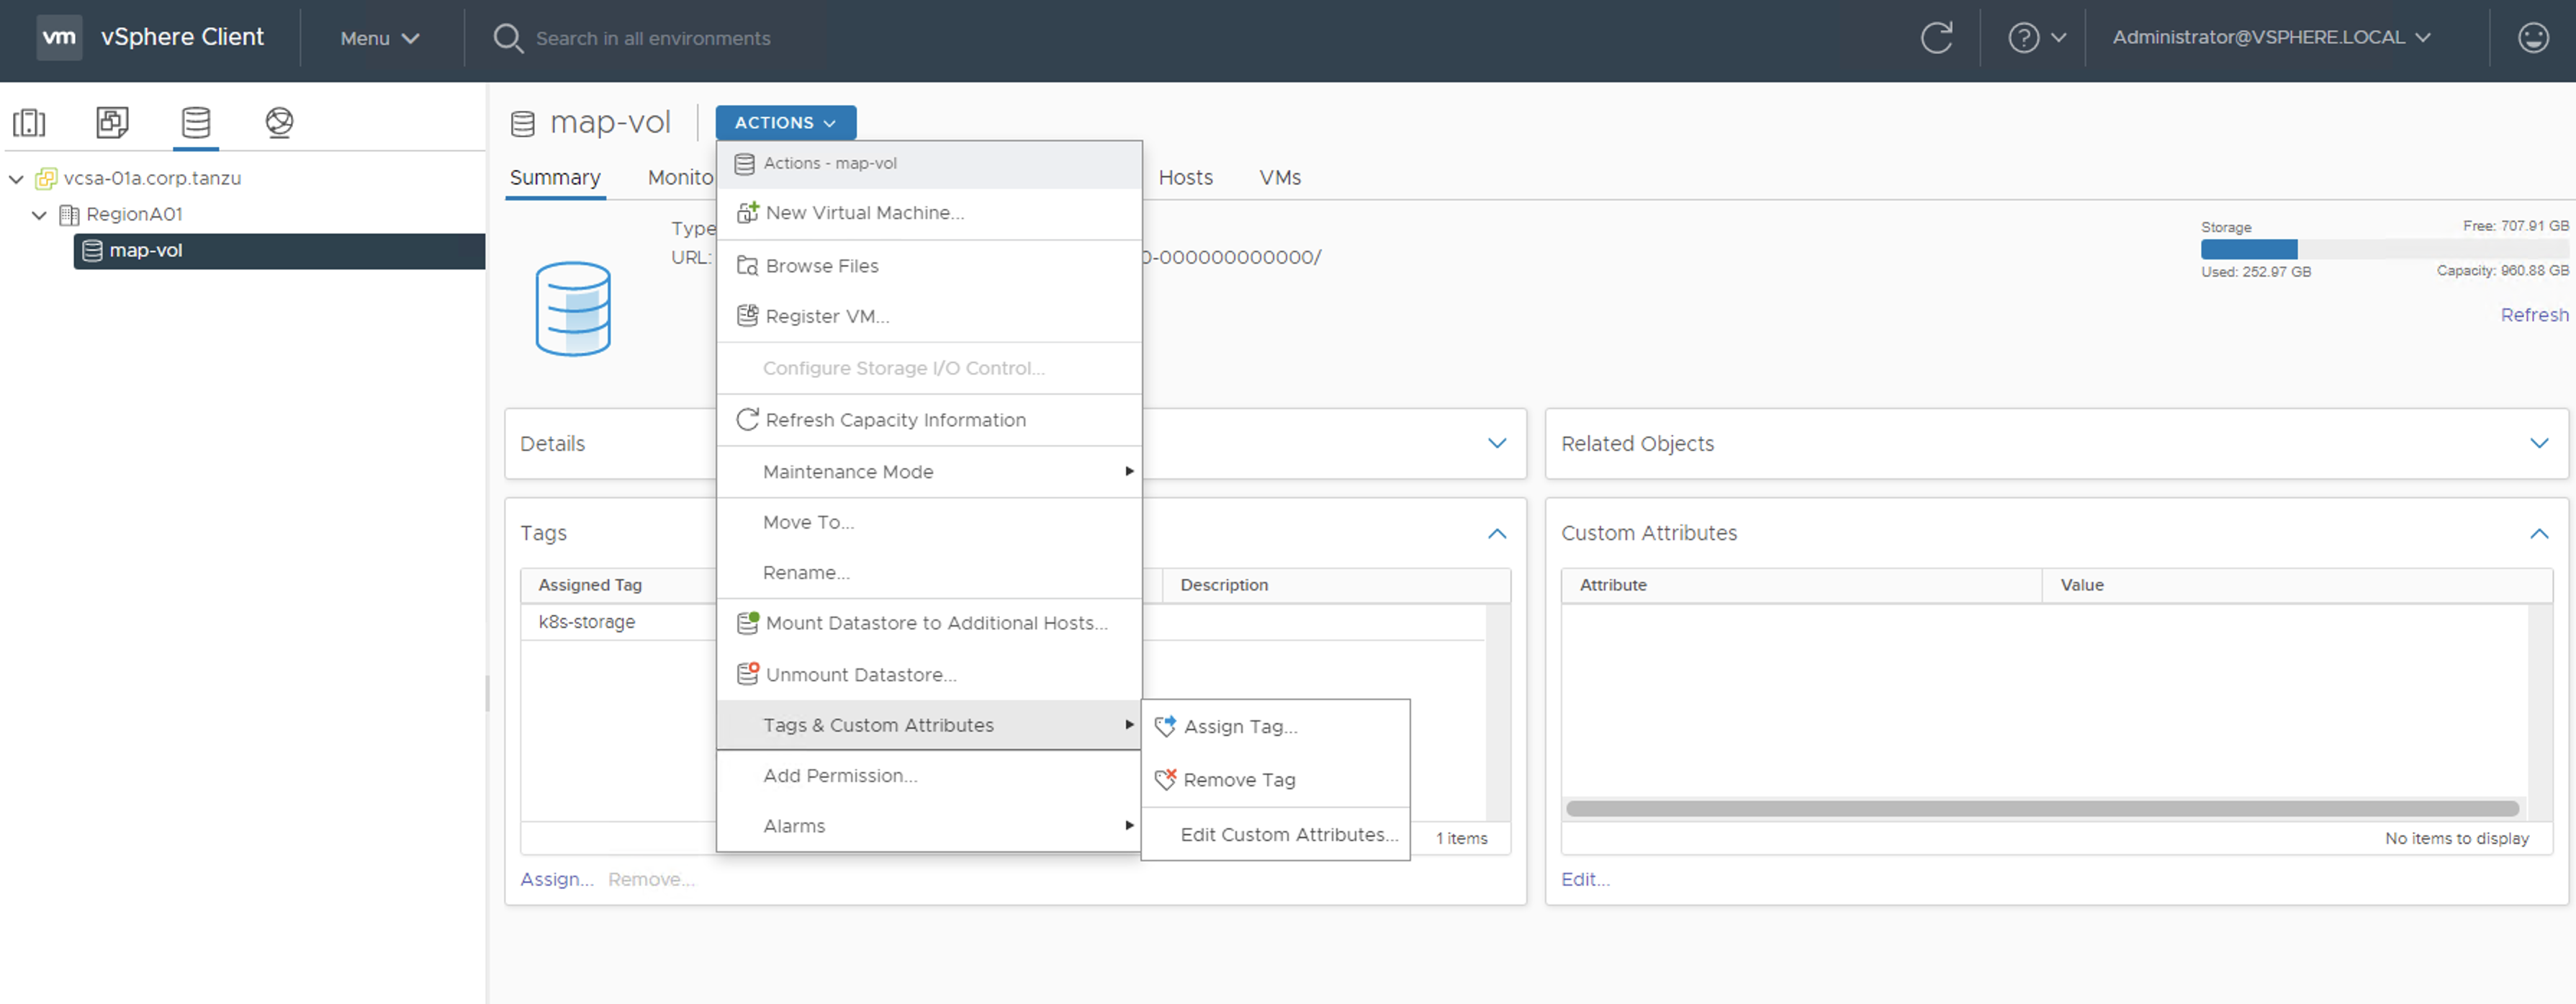 vm vSphere Client Menu Search in all environments ? Administrator@VSPHERE.LOCAL
vcsa-01a.corp.tanzu
RegionA01
map-vol
map-vol ACTIONS
Summary Monito Hosts VMs
Type
URL: 0-000000000000/
Storage Free: 707.91 GB
Used: 252.97 GB Capacity: 960.88 GB
Refresh
Actions - map-vol
New Virtual Machine...
Browse Files
Register VM...
Configure Storage I/O Control...
Refresh Capacity Information
Maintenance Mode
Move To...
Rename...
Mount Datastore to Additional Hosts...
Unmount Datastore...
Tags & Custom Attributes
Add Permission...
Alarms
Assign Tag...
Remove Tag
Edit Custom Attributes...
Details
Tags
Assigned Tag Description
k8s-storage
1 items
Assign... Remove...
Related Objects
Custom Attributes
Attribute Value
No items to display
Edit...